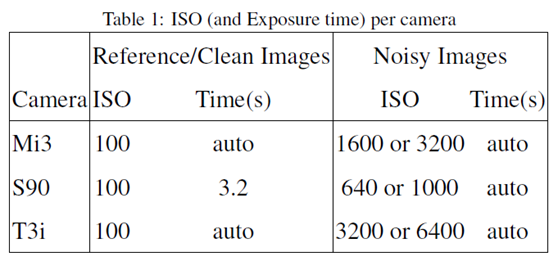 Table 1: ISO (and Exposure time) per camera
Reference/Clean Images Noisy Images
Camera ISO Time(s) ISO Time(s)
Mi3 100 auto 1600 or 3200 auto
S90 100 3.2 640 or 1000 auto
T3i 100 auto 3200 or 6400 auto